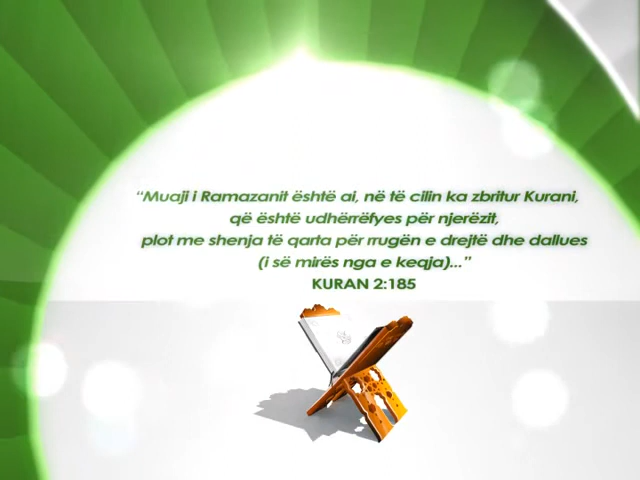 “Muaji i Ramazanit është ai, në të cilin ka zbritur Kurani,
që është udhërrëfyes për njerëzit,
plot me shenja të qarta për rrugën e drejtë dhe dallues
(i së mirës nga e keqja)...”
KURAN 2:185